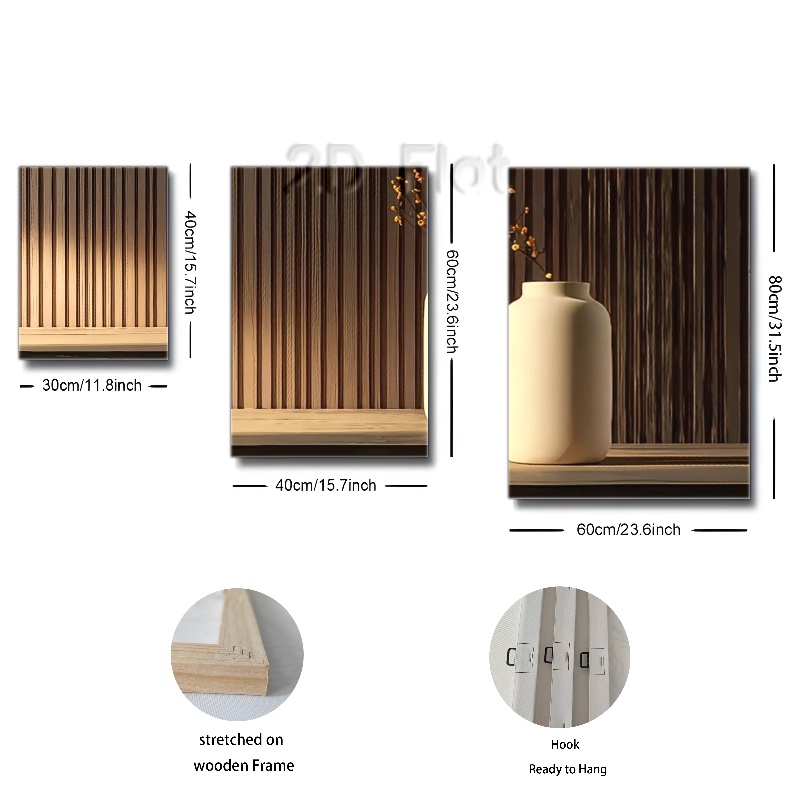 2D Flat
40cm/15.7inch
30cm/11.8inch
60cm/23.6inch
40cm/15.7inch
80cm/31.5inch
60cm/23.6inch
stretched on
wooden Frame
Hook
Ready to Hang